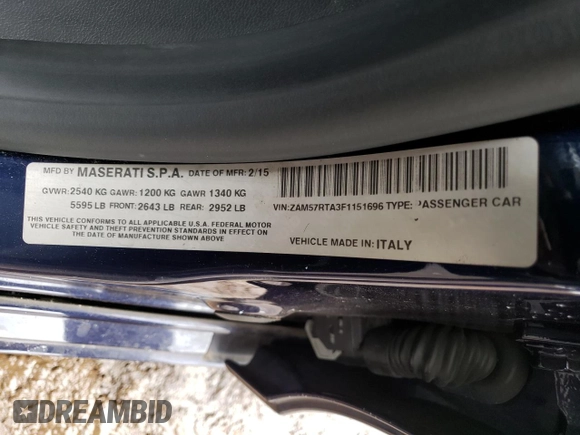 MFD BY MASERATI S.P.A. DATE OF MFR: 2/15
GVWR: 2540 KG GAWR: 1200 KG GAWR 1340 KG
5595 LB FRONT: 2643 LB REAR: 2952 LB
THIS VEHICLE CONFORMS TO ALL APPLICABLE U.S.A. FEDERAL MOTOR
VEHICLE SAFETY AND THEFT PREVENTION STANDARDS IN EFFECT ON
THE DATE OF MANUFACTURE SHOWN ABOVE
VIN: ZAM57RTA3F1151696 TYPE: PASSENGER CAR
VEHICLE MADE IN: ITALY
DREAMBID